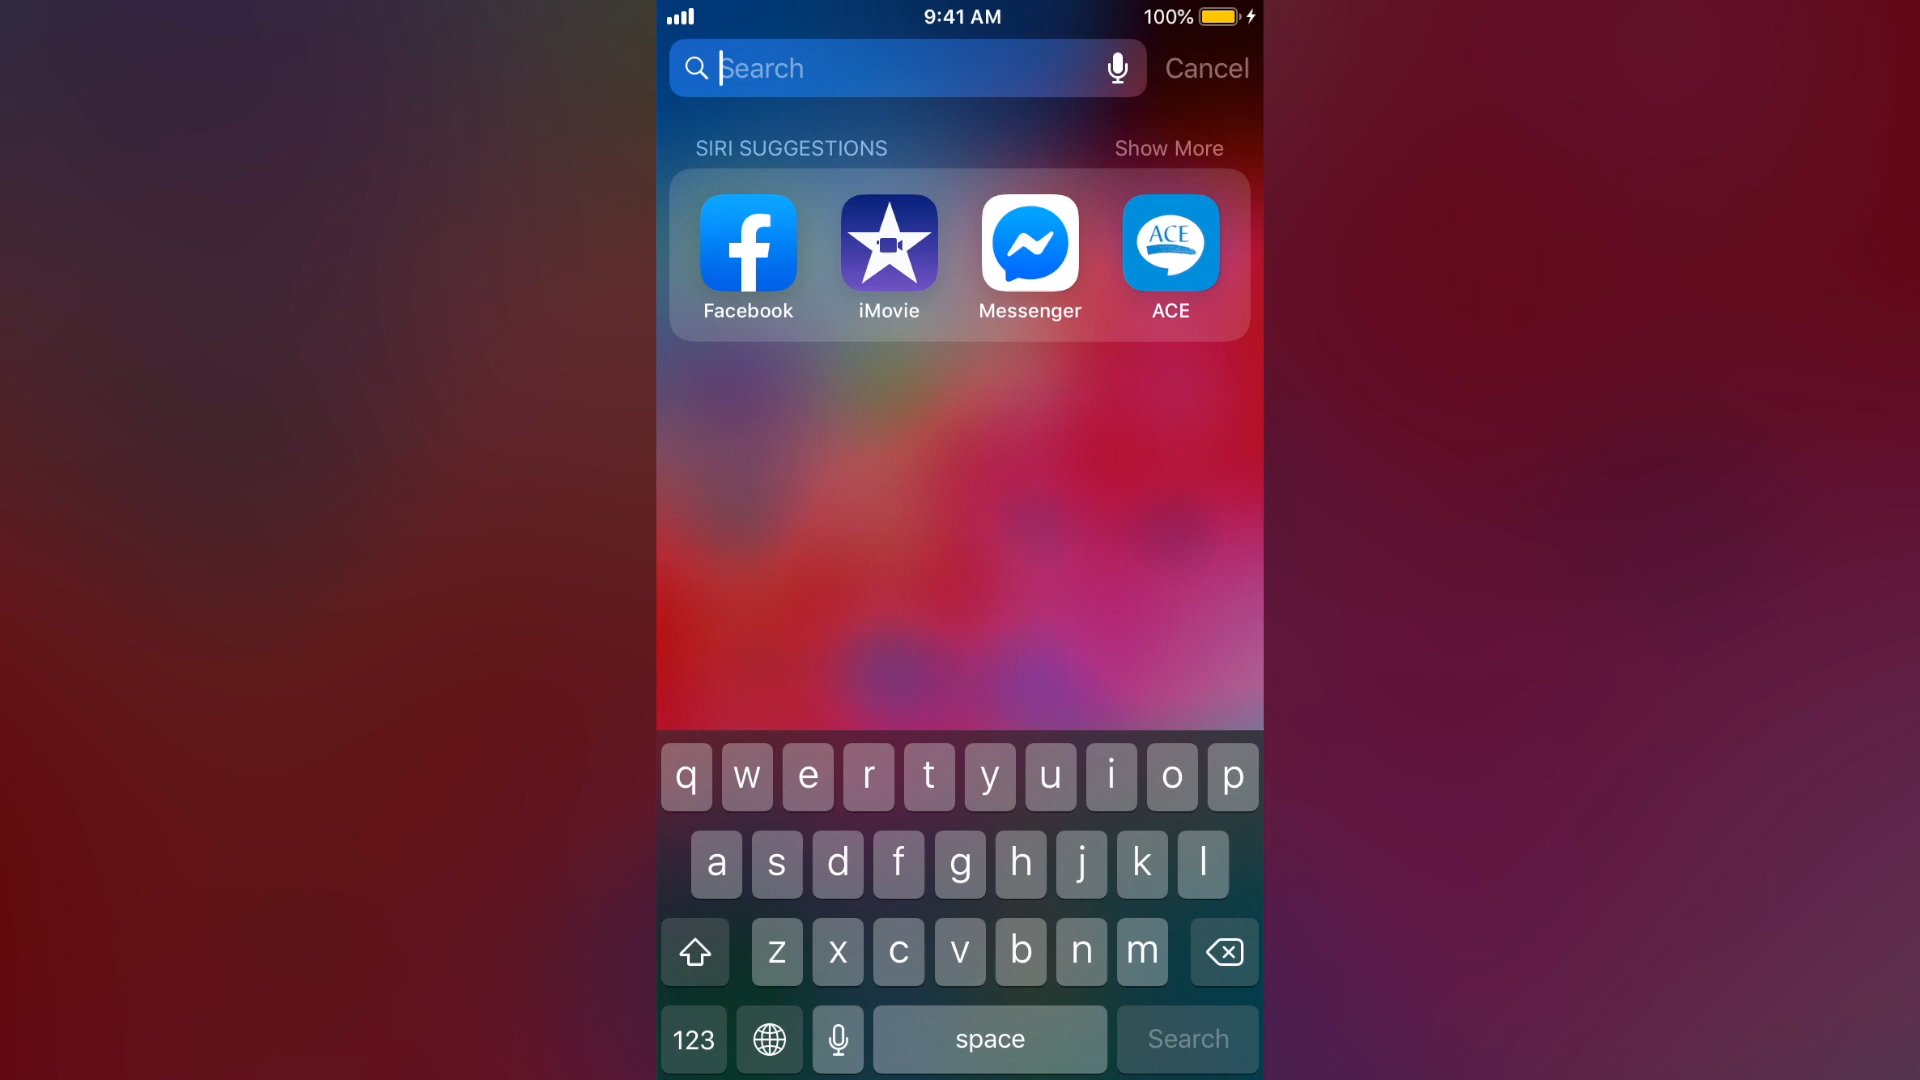 9:41 AM 100%
Search Cancel
SIRI SUGGESTIONS Show More
ACE
Facebook iMovie Messenger ACE
q w e r t y u i o p
a s d f g h j k l
z x c v b n m
123 space Search